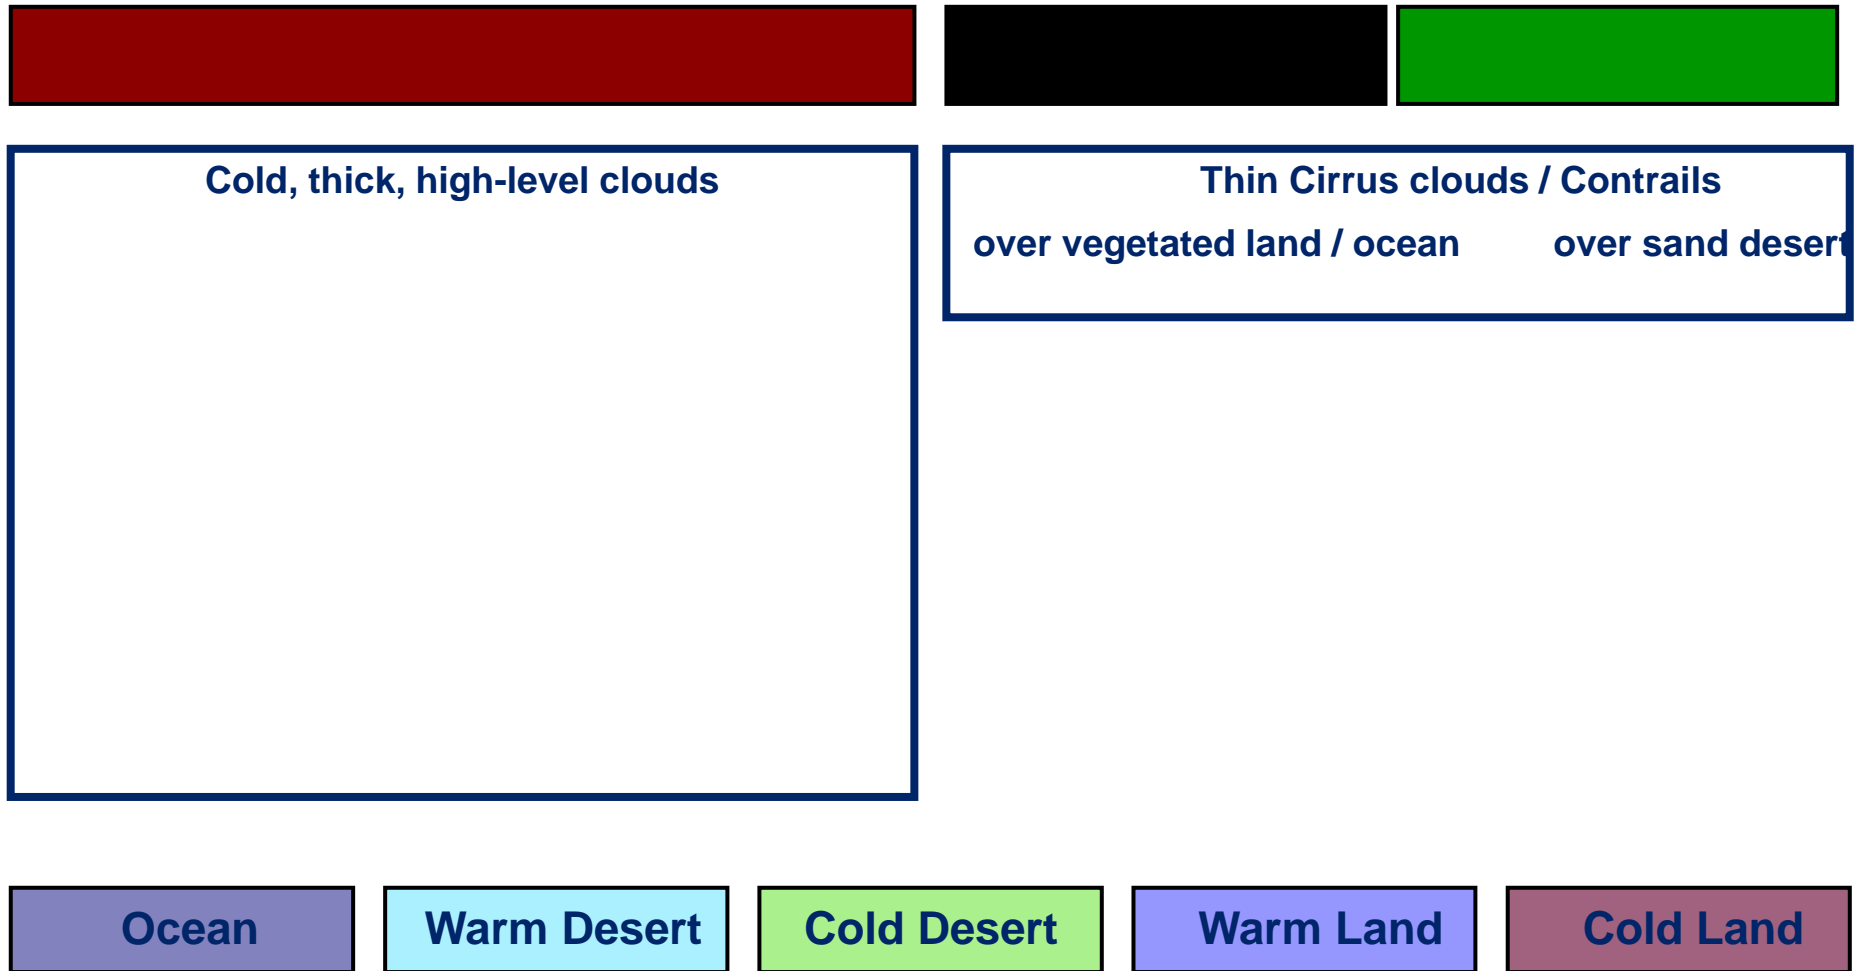 Cold, thick, high-level clouds
Thin Cirrus clouds / Contrails
over vegetated land / ocean over sand desert
Ocean
Warm Desert
Cold Desert
Warm Land
Cold Land